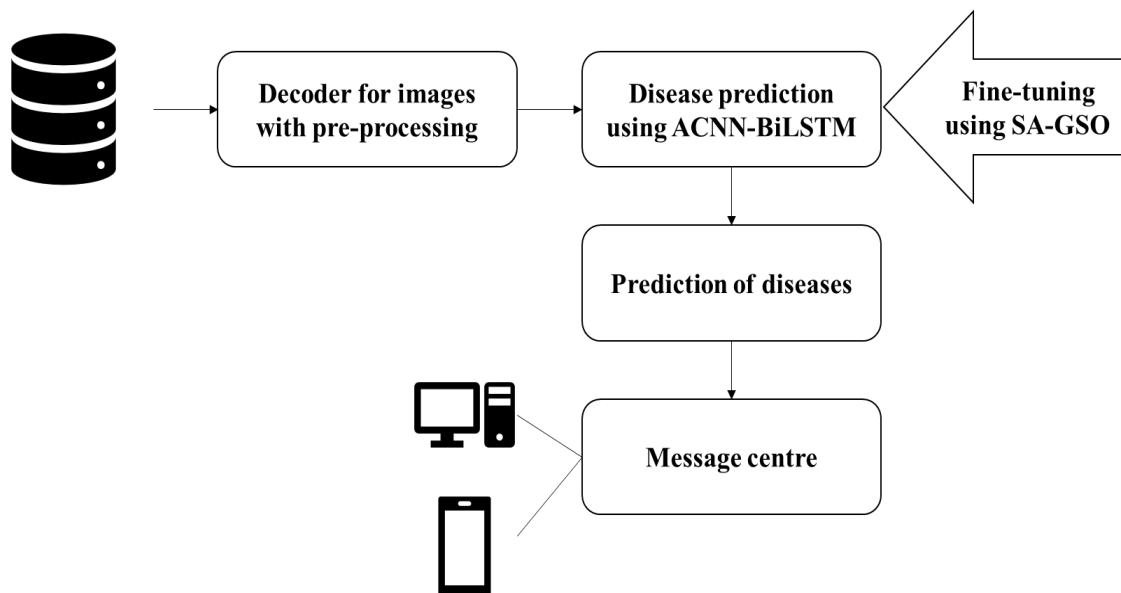 Decoder for images
with pre-processing
Disease prediction
using ACNN-BiLSTM
Fine-tuning
using SA-GSO
Prediction of diseases
Message centre